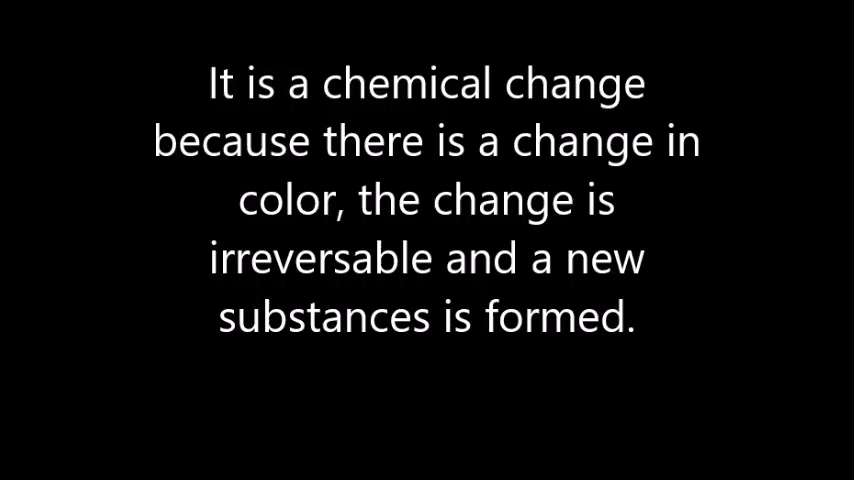 It is a chemical change
because there is a change in
color, the change is
irreversable and a new
substances is formed.